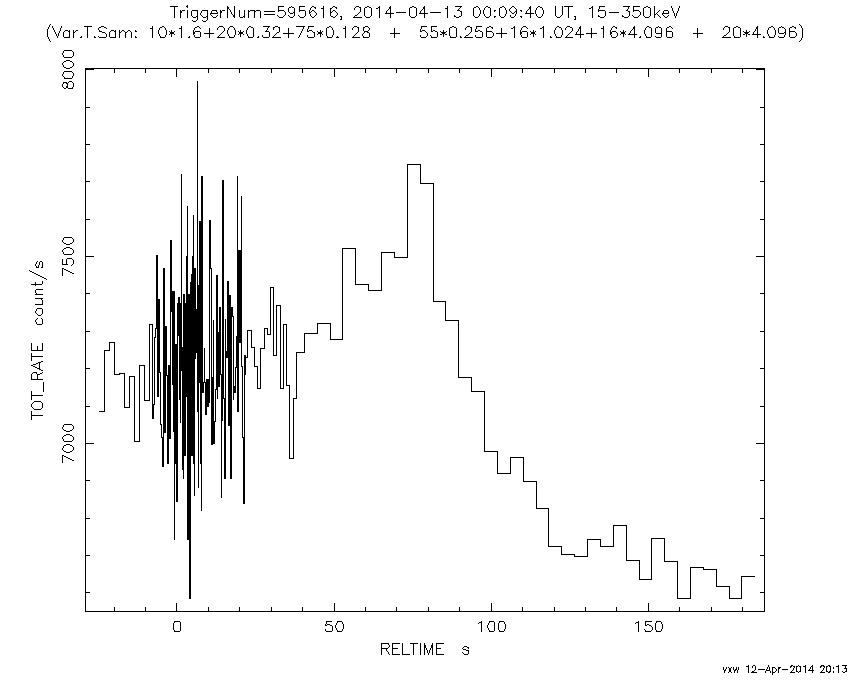 TriggerNum=595616, 2014-04-13 00:09:40 UT, 15-350keV
(Var.T.Sam: 10*1.6+20*0.32+75*0.128 + 55*0.256+16*1.024+16*4.096 + 20*4.096)
8000
7500
7000
TOT_RATE count/s
0 50 100 150
RELTIME s
vxw 12-Apr-2014 20:13